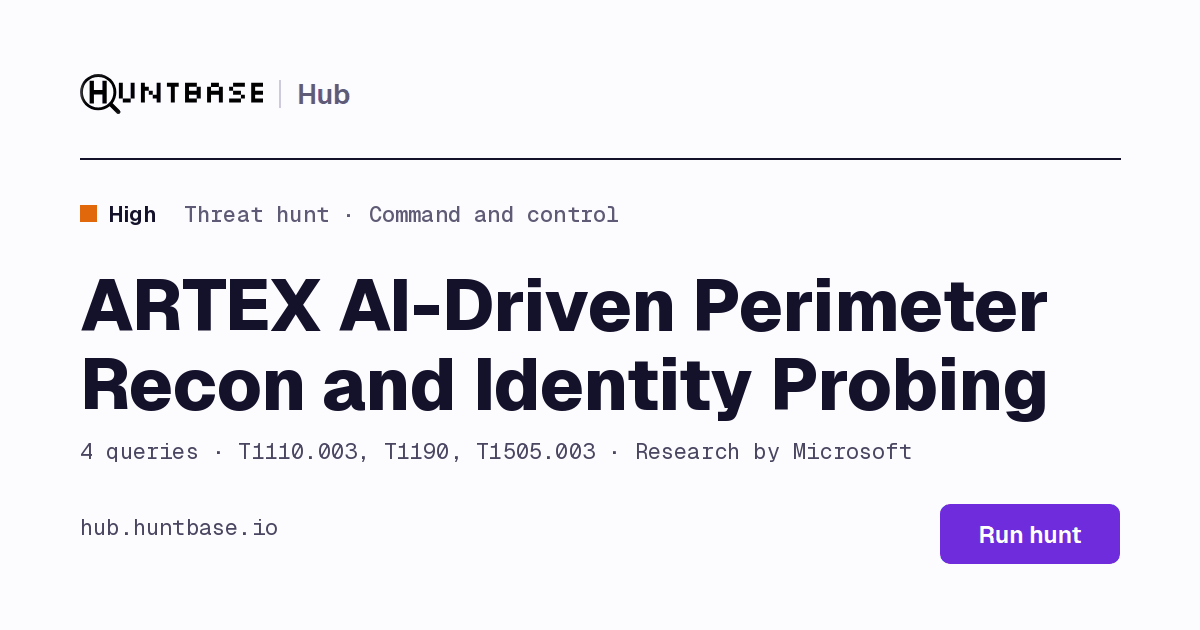 HUNTBASE Hub
High Threat hunt · Command and control
ARTEX AI-Driven Perimeter
Recon and Identity Probing
4 queries · T1110.003, T1190, T1505.003 · Research by Microsoft
hub.huntbase.io
Run hunt